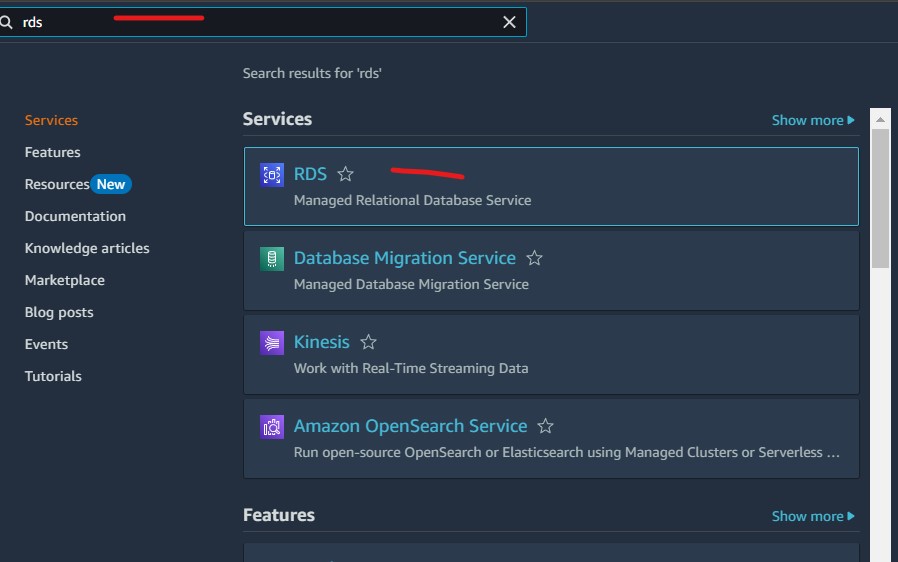 rds
Search results for 'rds'
Services
Features
Resources New
Documentation
Knowledge articles
Marketplace
Blog posts
Events
Tutorials
Services
Show more
RDS
Managed Relational Database Service
Database Migration Service
Managed Database Migration Service
Kinesis
Work with Real-Time Streaming Data
Amazon OpenSearch Service
Run open-source OpenSearch or Elasticsearch using Managed Clusters or Serverless ...
Features
Show more